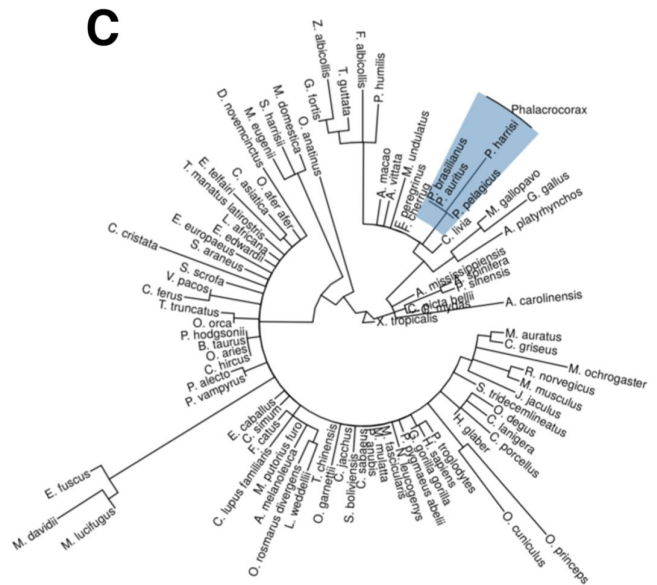 C
Z. albicollis
F. albicollis
T. guttata
G. fortis
P. humilis
D. novemcinctus
M. domestica
S. harrisii
M. eugenii
O. anatinus
M. undulatus
A. macao
A. vittata
F. peregrinus
F. cherrug
P. brasilianus
P. auritus
P. harrisi
P. pelagicus
Phalacrocorax
C. livia
M. gallopavo
G. gallus
A. platyrhynchos
A. mississippiensis
A. spinifera
P. sinensis
C. picta bellii
C. mydas
A. carolinensis
X. tropicalis
E. telfairi
C. asiatica
O. afer afer
T. manatus latirostris
L. africana
E. edwardii
E. europaeus
S. araneus
C. cristata
S. scrofa
V. pacos
C. ferus
T. truncatus
O. orca
P. hodgsonii
B. taurus
O. aries
C. hircus
P. alecto
P. vampyrus
E. fuscus
M. davidii
M. lucifugus
E. caballus
C. simum
F. catus
C. lupus familiaris
M. putorius furo
A. melanoleuca
O. rosmarus divergens
L. weddellii
T. chinensis
O. garnettii
C. jacchus
S. boliviensis
C. sabaeus
P. anubis
M. mulatta
M. fascicularis
N. leucogenys
P. pygmaeus abelii
G. gorilla gorilla
H. sapiens
P. troglodytes
O. cuniculus
O. princeps
H. glaber
C. porcellus
C. lanigera
O. degus
S. tridecemlineatus
J. jaculus
M. musculus
R. norvegicus
M. ochrogaster
C. griseus
M. auratus